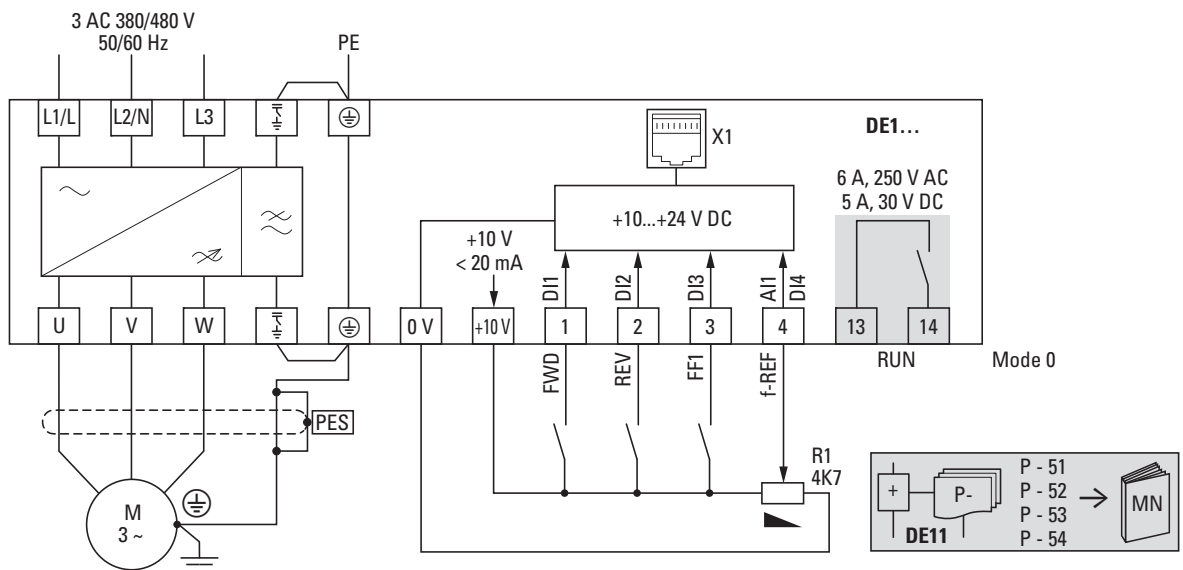 3 AC 380/480 V
50/60 Hz
PE
L1/L
L2/N
L3
X1
DE1...
6 A, 250 V AC
5 A, 30 V DC
+10...+24 V DC
+10 V
< 20 mA
DI1
DI2
DI3
AI1
DI4
U
V
W
0 V
+10 V
1
2
3
4
13
14
FWD
REV
FF1
f-REF
RUN
Mode 0
PES
R1
4K7
M
3 ~
+
P-
DE11
P - 51
P - 52
P - 53
P - 54
MN